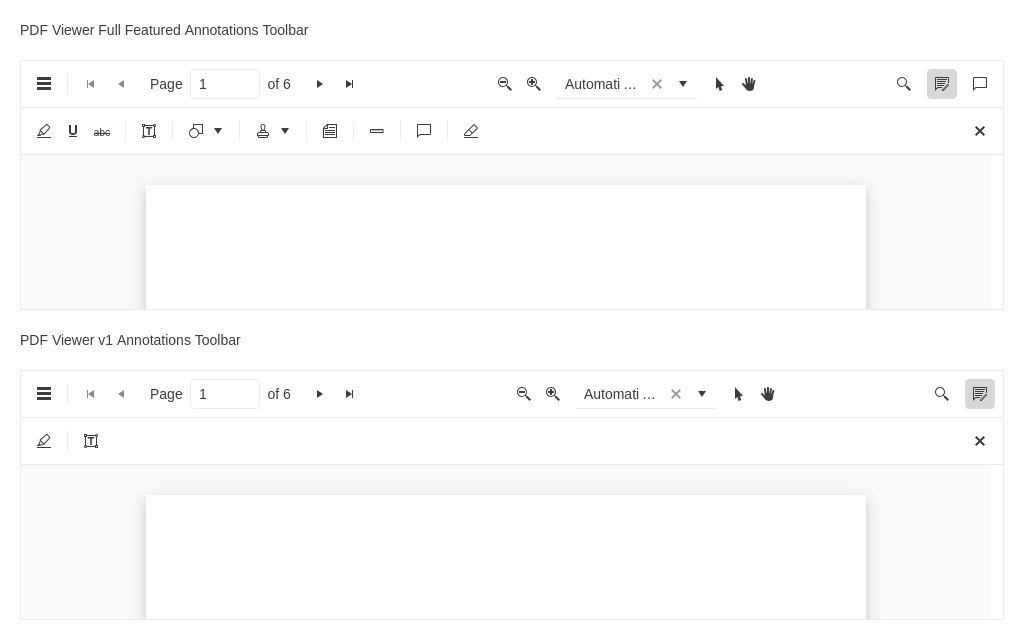 PDF Viewer Full Featured Annotations Toolbar
Page 1 of 6 Automati ...
U abc T
PDF Viewer v1 Annotations Toolbar
Page 1 of 6 Automati ...
T